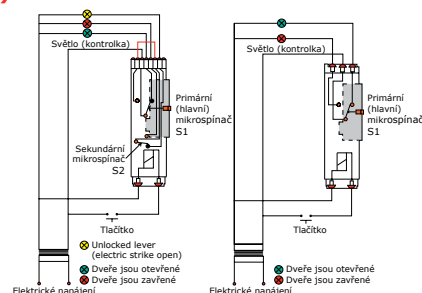 Světlo (kontrolka)
Primární
(hlavní)
mikrospínač
S1
Sekundární
mikrospínač
S2
Tlačítko
Unlocked lever
(electric strike open)
Dveře jsou otevřené
Dveře jsou zavřené
Elektrické napájení
Světlo (kontrolka)
Primární
(hlavní)
mikrospínač
S1
Tlačítko
Dveře jsou otevřené
Dveře jsou zavřené
Elektrické napájení